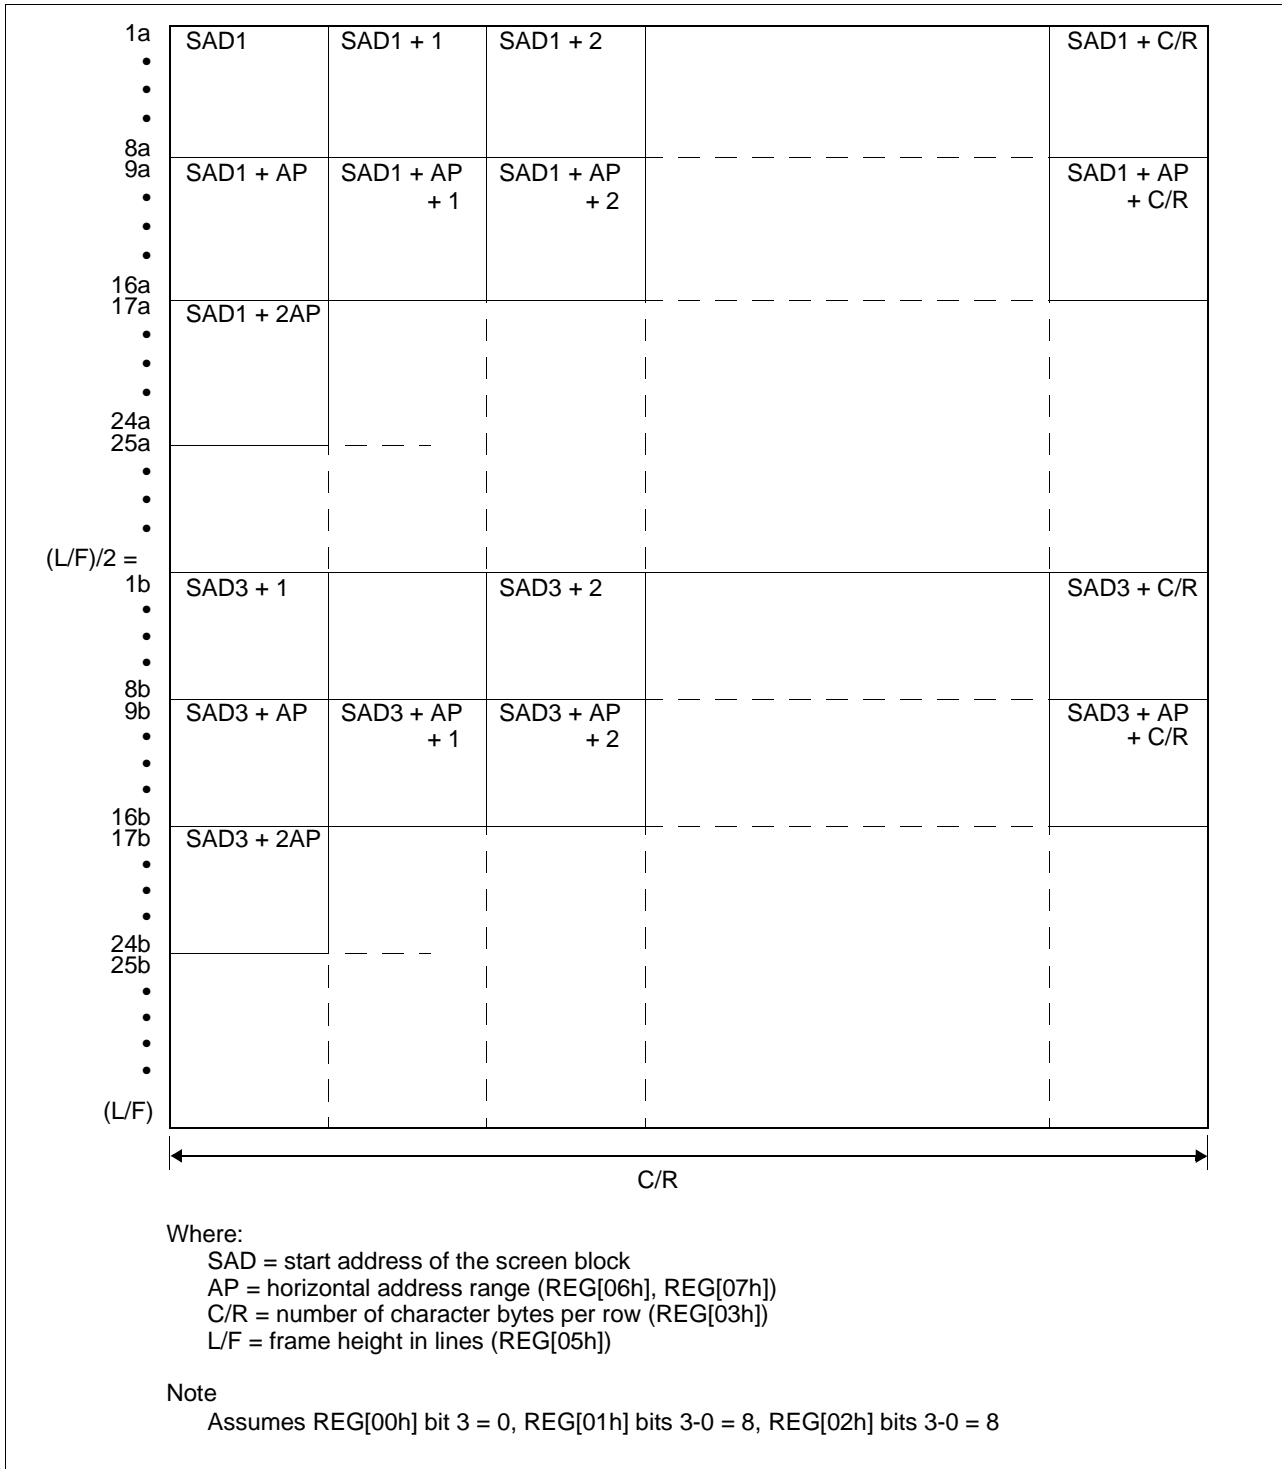 1a SAD1 SAD1 + 1 SAD1 + 2 SAD1 + C/R
•
•
•
8a
9a SAD1 + AP SAD1 + AP + 1 SAD1 + AP + 2 SAD1 + AP + C/R
•
•
•
16a
17a SAD1 + 2AP
•
•
•
24a
25a
•
•
•
(L/F)/2 =
1b SAD3 + 1 SAD3 + 2 SAD3 + C/R
•
•
•
8b
9b SAD3 + AP SAD3 + AP + 1 SAD3 + AP + 2 SAD3 + AP + C/R
•
•
•
16b
17b SAD3 + 2AP
•
•
•
24b
25b
•
•
•
•
(L/F)
C/R
Where:
SAD = start address of the screen block
AP = horizontal address range (REG[06h], REG[07h])
C/R = number of character bytes per row (REG[03h])
L/F = frame height in lines (REG[05h])
Note
Assumes REG[00h] bit 3 = 0, REG[01h] bits 3-0 = 8, REG[02h] bits 3-0 = 8